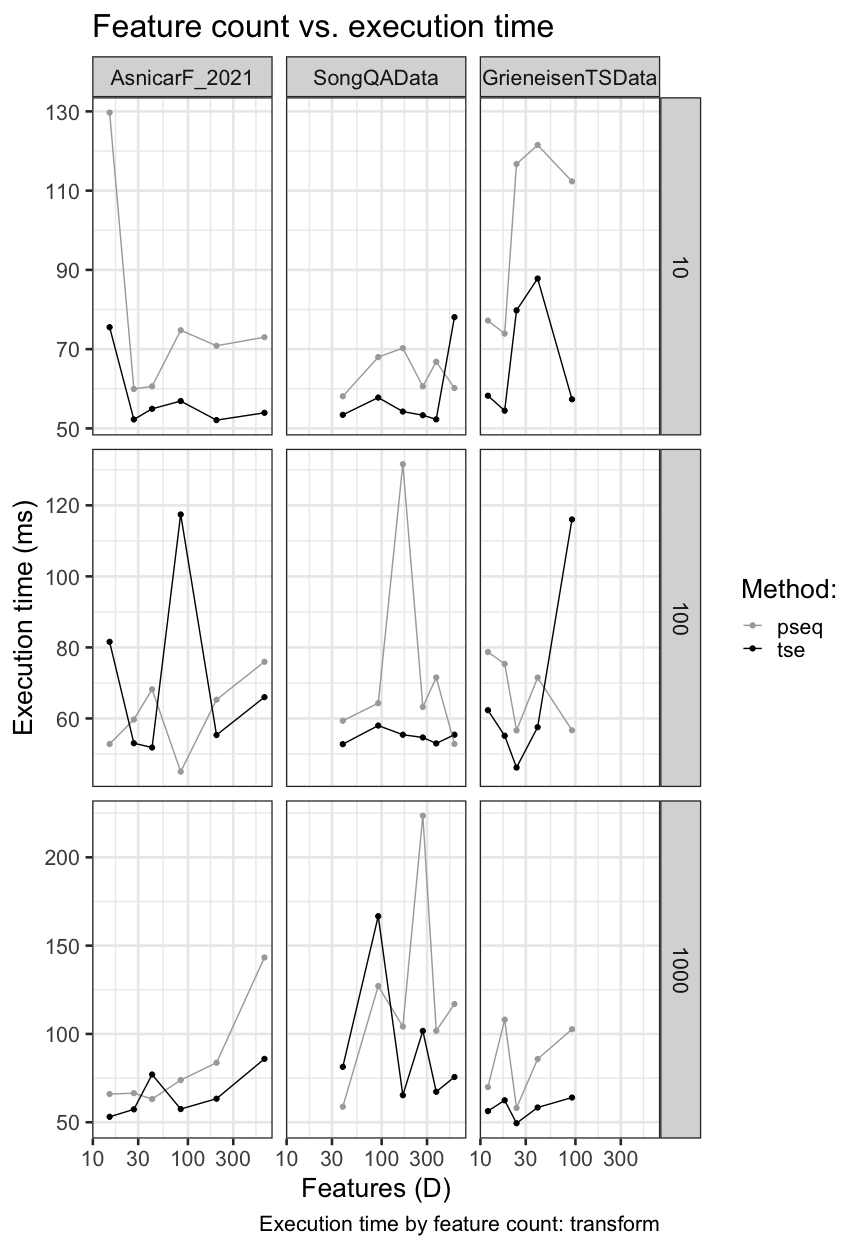 Feature count vs. execution time
AsnicarF_2021
SongQAData
GrieneisenTSData
130
110
90
70
50
10
120
100
80
60
100
200
150
100
50
1000
Execution time (ms)
10 30 100 300
10 30 100 300
10 30 100 300
Features (D)
Execution time by feature count: transform
Method:
pseq
tse